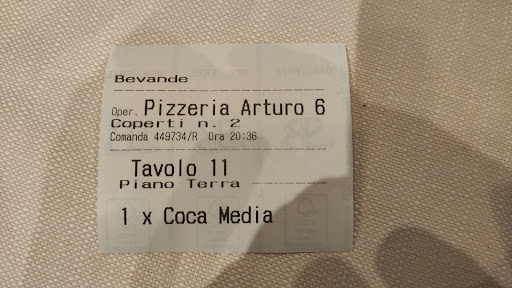 Bevande
Oper. Pizzeria Arturo 6
Coperti n. 2
Comanda 449734/R Ora 20:36
Tavolo 11
Piano Terra
1 x Coca Media